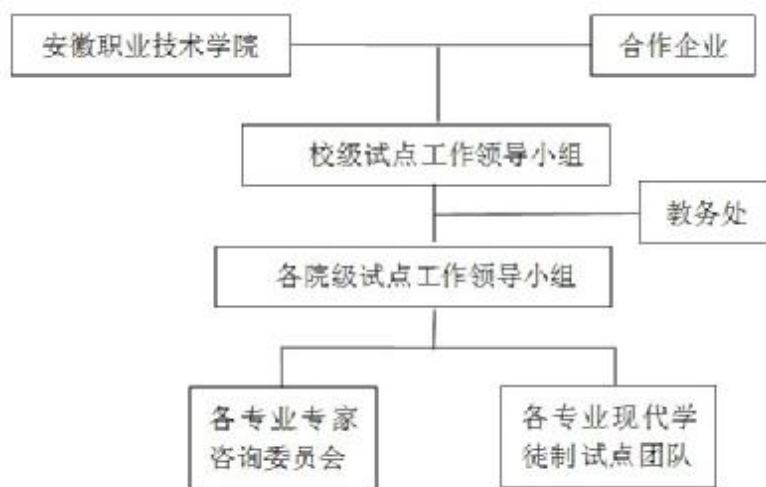 安徽职业技术学院
合作企业
校级试点工作领导小组
教务处
各院级试点工作领导小组
各专业专家
咨询委员会
各专业现代学
徒制试点团队